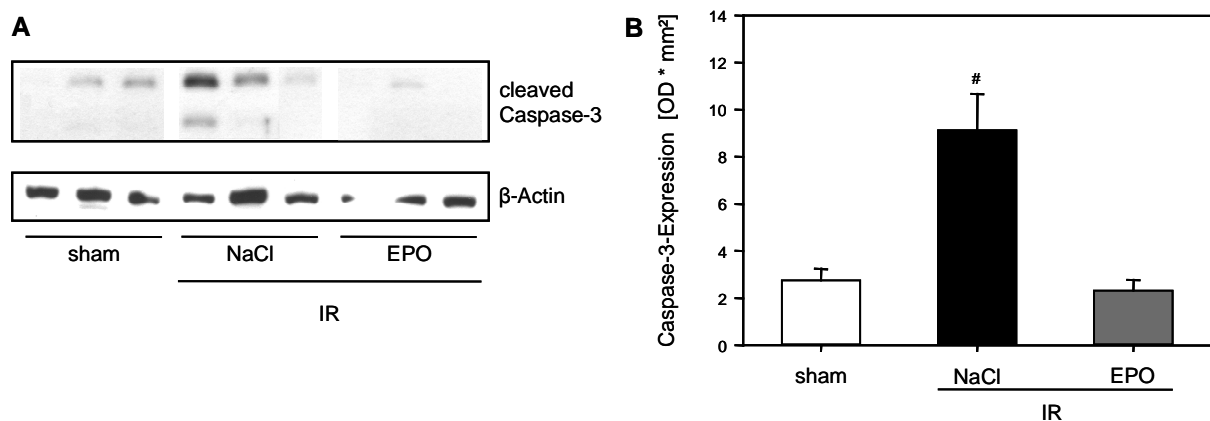 A
cleaved
Caspase-3
β-Actin
sham
NaCl
EPO
IR
B
Caspase-3-Expression [OD * mm²]
14
12
10
8
6
4
2
0
#
sham
NaCl
EPO
IR